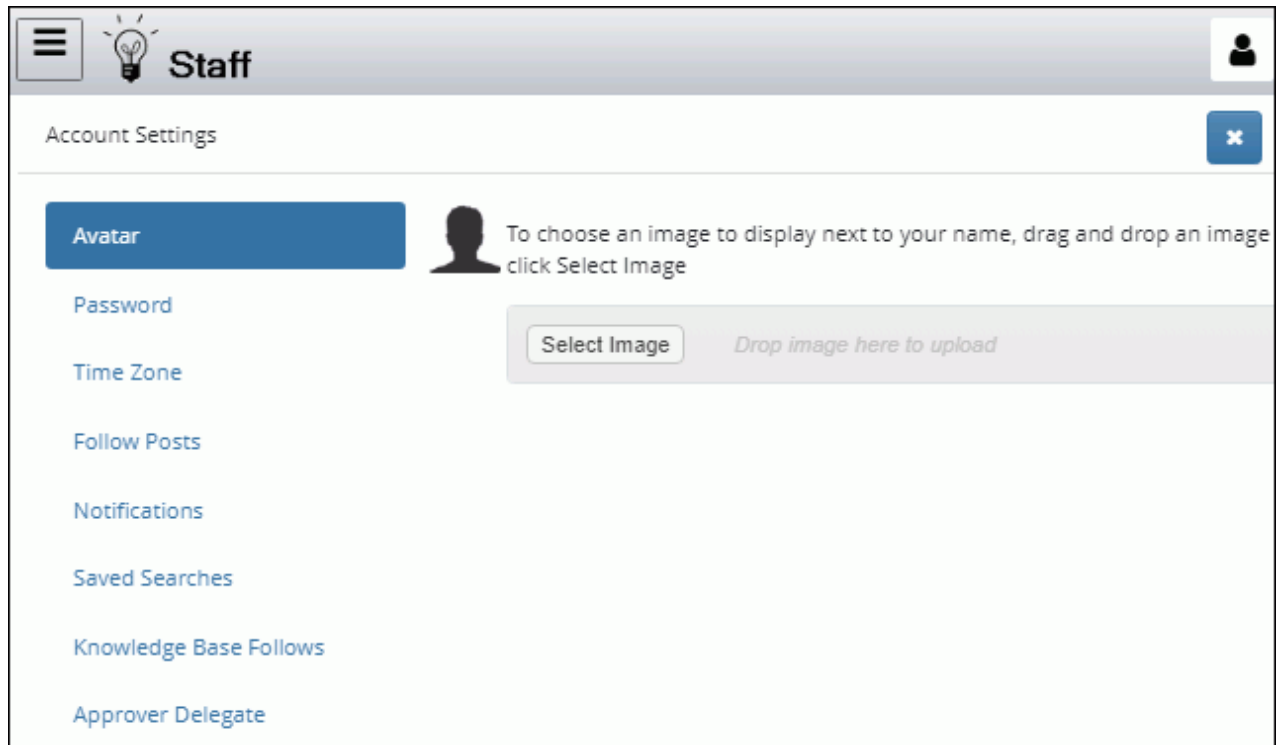 Staff
Account Settings
Avatar
To choose an image to display next to your name, drag and drop an image
click Select Image
Select Image Drop image here to upload
Password
Time Zone
Follow Posts
Notifications
Saved Searches
Knowledge Base Follows
Approver Delegate